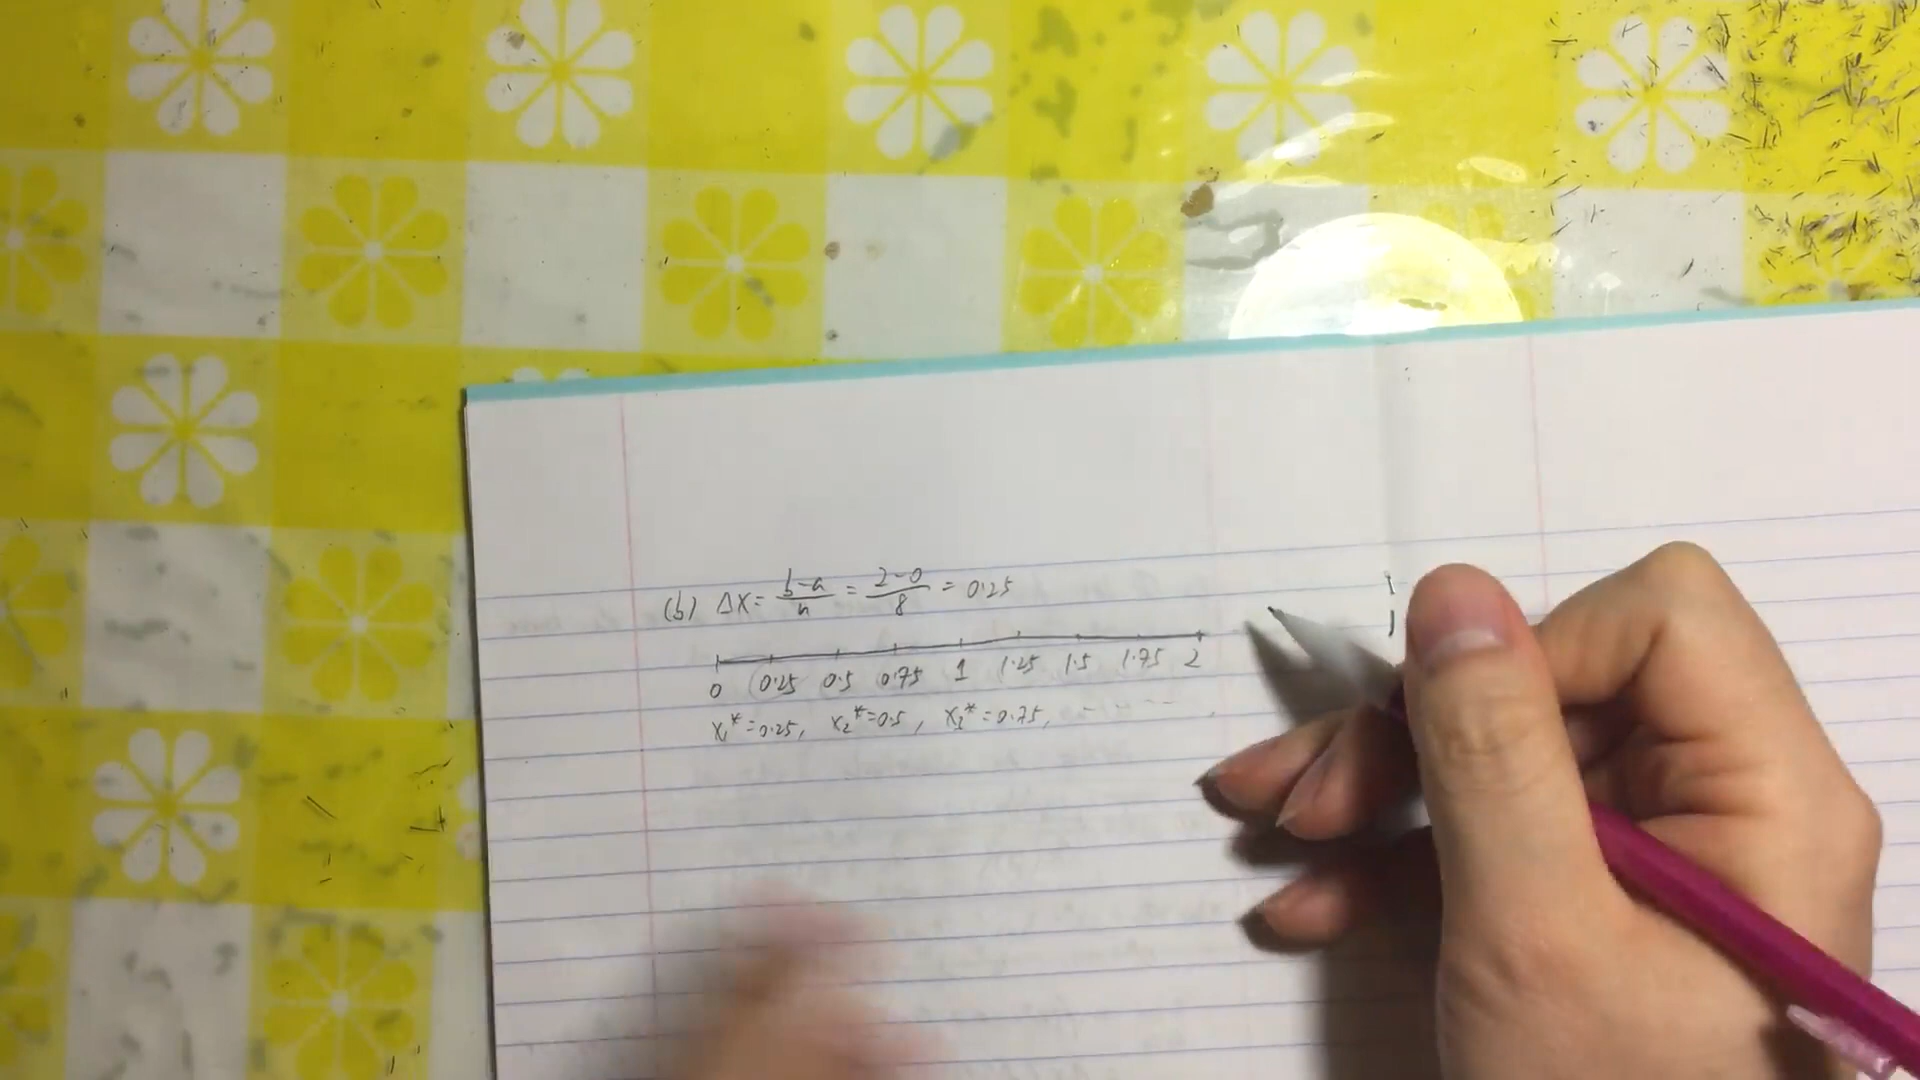 (b) ΔX = b-a/n = 2-0/8 = 0.25
0 0.25 0.5 0.75 1 1.25 1.5 1.75 2
X₁* = 0.25, X₂* = 0.5, X₃* = 0.75, - - - - .